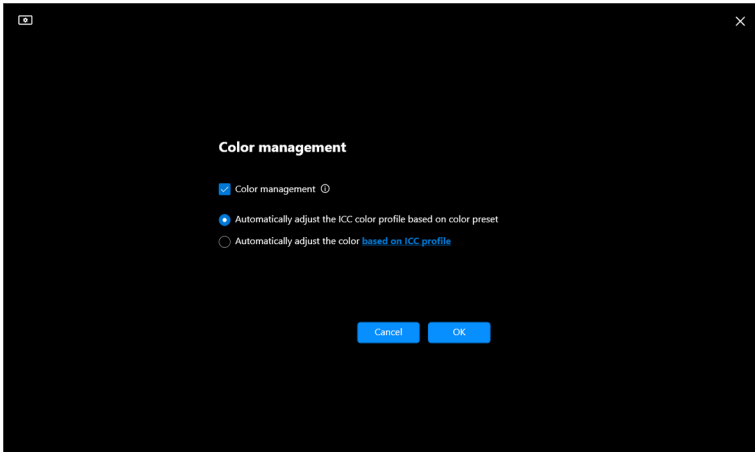 Color management
Color management
Automatically adjust the ICC color profile based on color preset
Automatically adjust the color based on ICC profile
Cancel OK